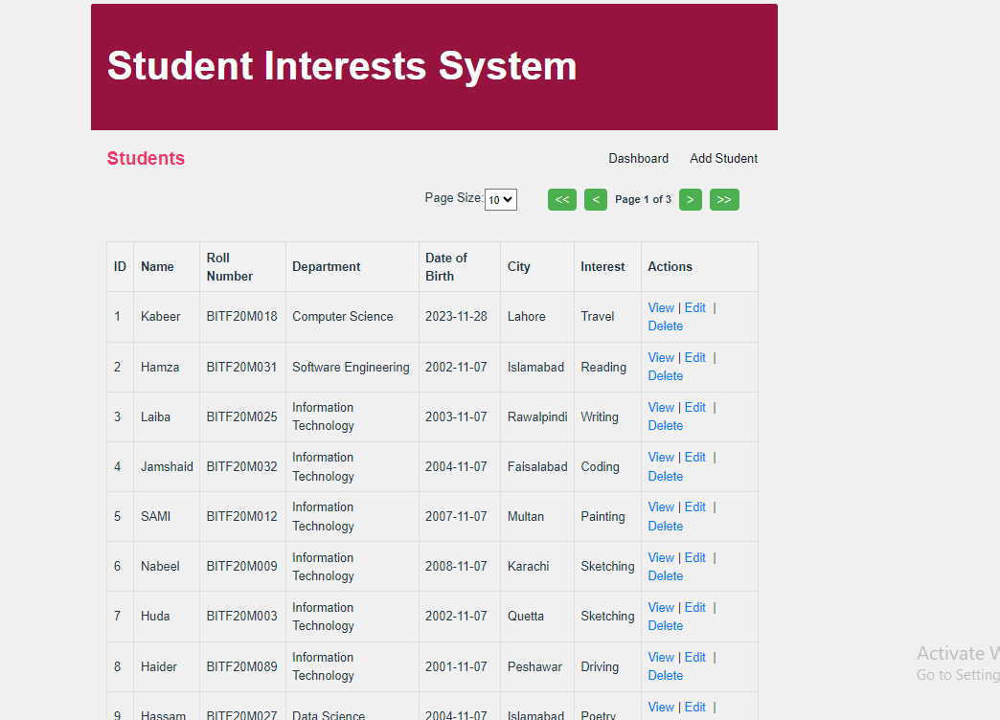 Student Interests System
Students Dashboard Add Student
Page Size: 10 << < Page 1 of 3 > >>
ID Name Roll Number Department Date of Birth City Interest Actions
1 Kabeer BITF20M018 Computer Science 2023-11-28 Lahore Travel View | Edit | Delete
2 Hamza BITF20M031 Software Engineering 2002-11-07 Islamabad Reading View | Edit | Delete
3 Laiba BITF20M025 Information Technology 2003-11-07 Rawalpindi Writing View | Edit | Delete
4 Jamshaid BITF20M032 Information Technology 2004-11-07 Faisalabad Coding View | Edit | Delete
5 SAMI BITF20M012 Information Technology 2007-11-07 Multan Painting View | Edit | Delete
6 Nabeel BITF20M009 Information Technology 2008-11-07 Karachi Sketching View | Edit | Delete
7 Huda BITF20M003 Information Technology 2002-11-07 Quetta Sketching View | Edit | Delete
8 Haider BITF20M089 Information Technology 2001-11-07 Peshawar Driving View | Edit | Delete
9 Hassam BITF20M027 Data Science 2004-11-07 Islamabad Poetry View | Edit |
Activate W
Go to Setting